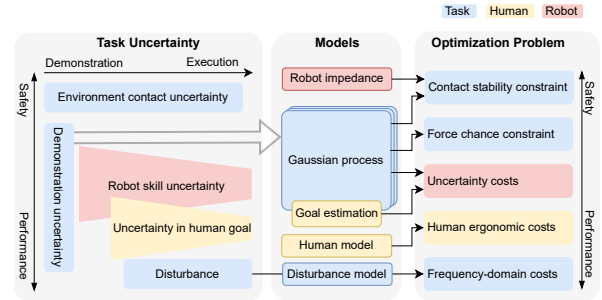 Task
Human
Robot
Task Uncertainty
Models
Optimization Problem
Demonstration
Execution
Safety
Performance
Environment contact uncertainty
Demonstration uncertainty
Robot skill uncertainty
Uncertainty in human goal
Disturbance
Robot impedance
Gaussian process
Goal estimation
Human model
Disturbance model
Contact stability constraint
Force chance constraint
Uncertainty costs
Human ergonomic costs
Frequency-domain costs
Safety
Performance